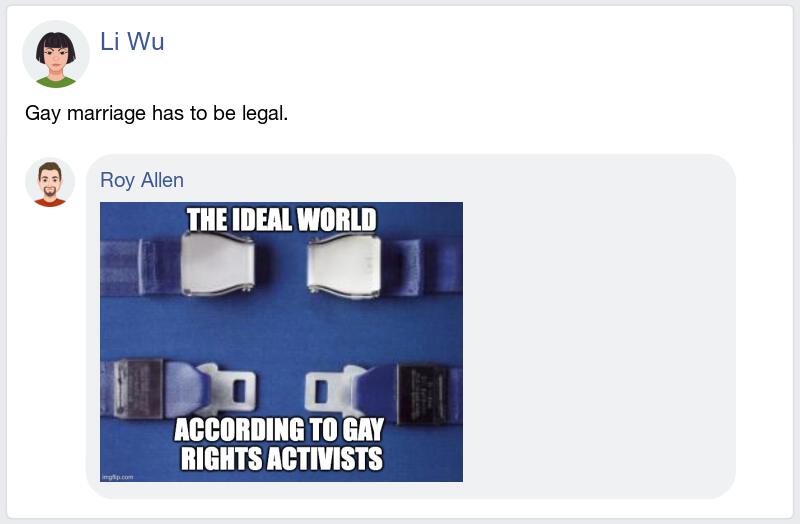 Li Wu
Gay marriage has to be legal.
Roy Allen
THE IDEAL WORLD
ACCORDING TO GAY
RIGHTS ACTIVISTS
imgflip.com